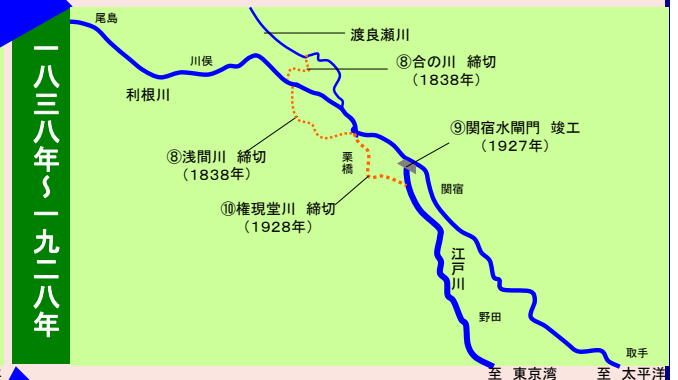 一八三八年～一九二八年
尾島
渡良瀬川
川俣
⑧合の川 締切
（1838年）
利根川
⑨関宿水閘門 竣工
（1927年）
⑧浅間川 締切
（1838年）
栗橋
関宿
⑩権現堂川 締切
（1928年）
江戸川
野田
取手
至 東京湾
至 太平洋